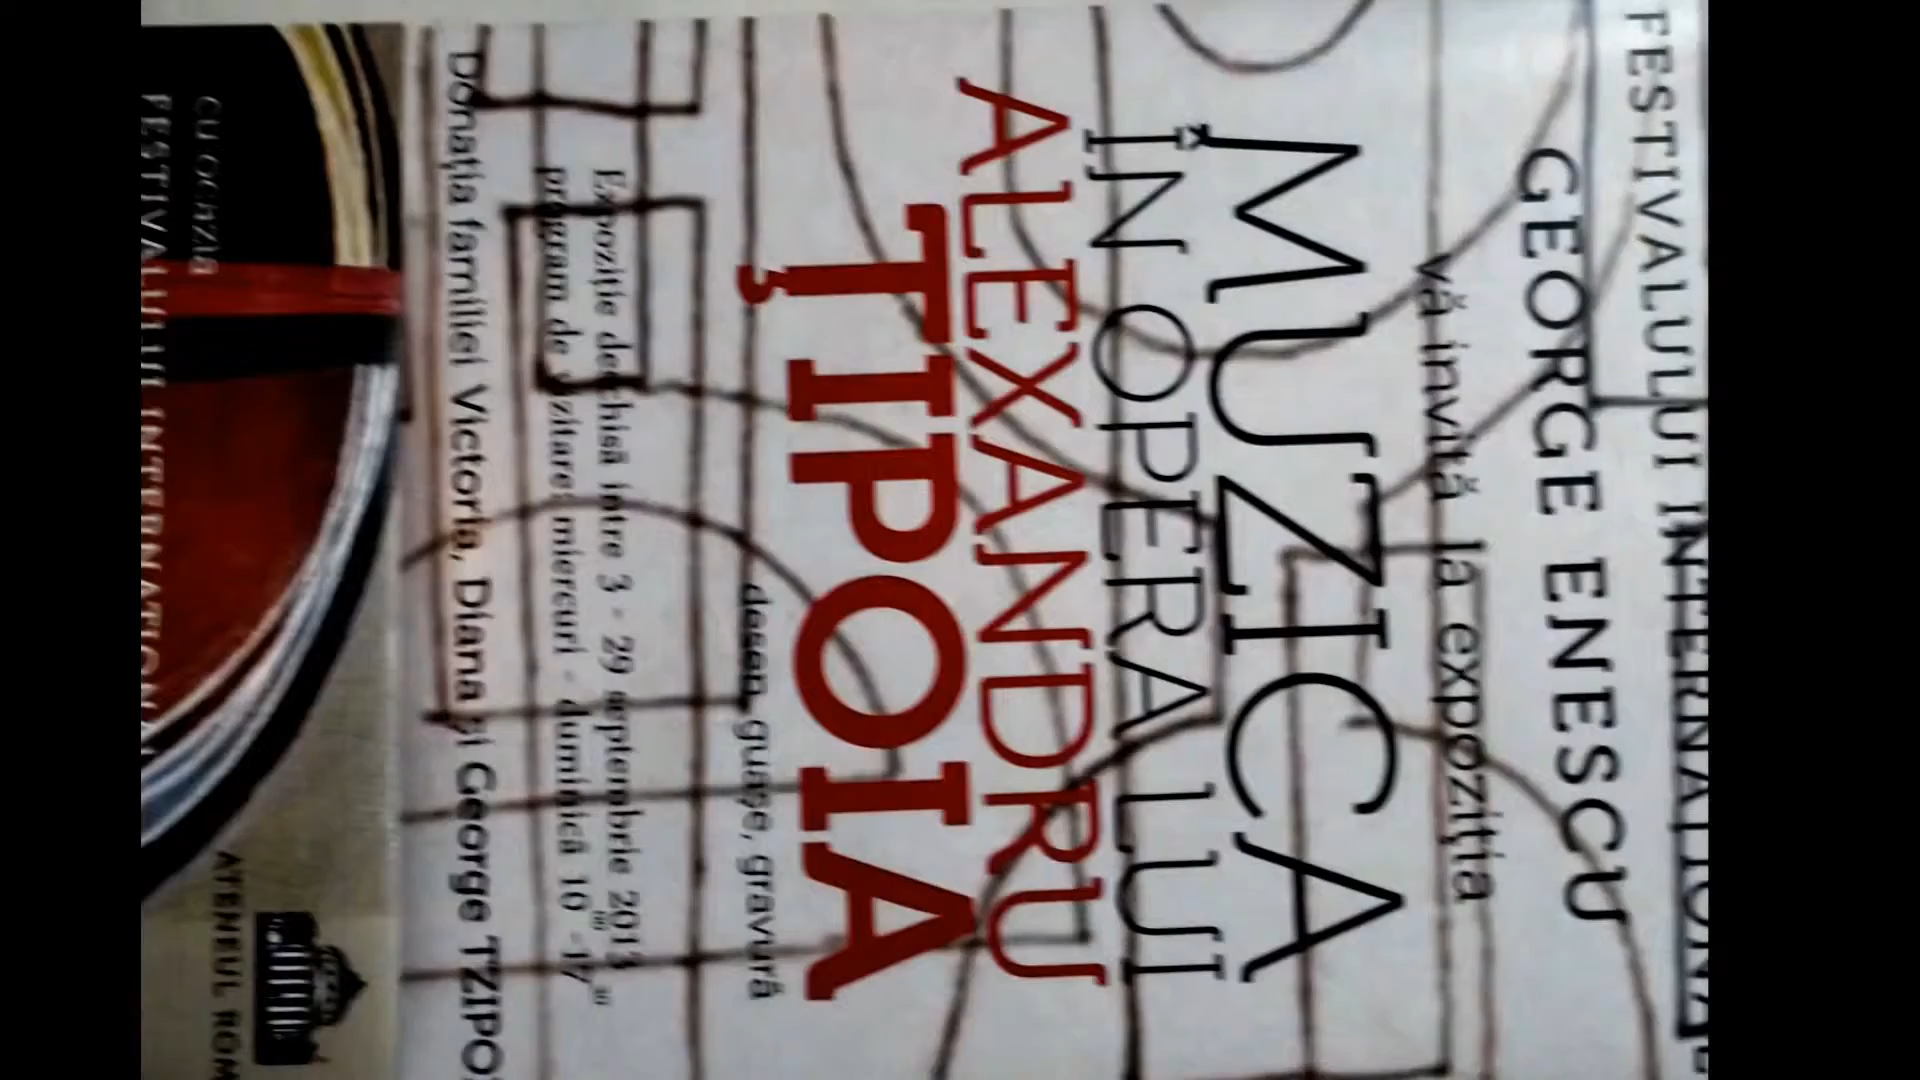 FESTIVALULUI INTERNAȚIONAL
GEORGE ENESCU
vă invită la expoziția
MUZICA
ÎN OPERA LUI
ALEXANDRU
ȚIPOIA
desen, guașe, gravură
Expoziție deschisă între 3 - 29 septembrie 2013
program de vizitare: miercuri - duminică 10⁰⁰ -17³⁰
Donația familiei Victoria, Diana și George TZIPO
CU OCAZIA
FESTIVALULUI INTERNAȚIONAL
ATENEUL ROM